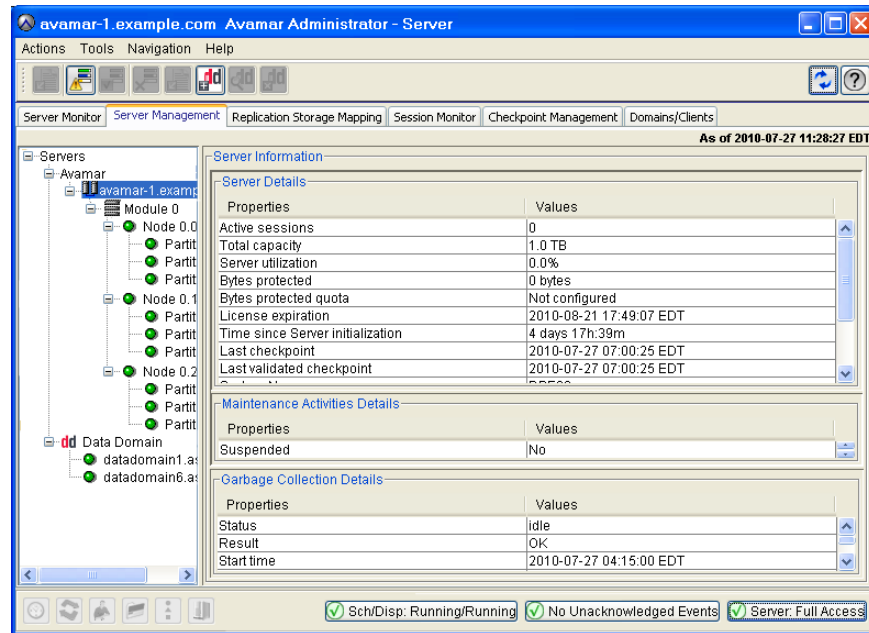 avamar-1.example.com Avamar Administrator - Server
Actions Tools Navigation Help
dd dd dd
Server Monitor Server Management Replication Storage Mapping Session Monitor Checkpoint Management Domains/Clients
As of 2010-07-27 11:28:27 EDT
Servers
Avamar
avamar-1.examp
Module 0
Node 0.0
Partit
Partit
Partit
Node 0.1
Partit
Partit
Partit
Node 0.2
Partit
Partit
Partit
dd Data Domain
datadomain1.as
datadomain6.as
Server Information
Server Details
Properties Values
Active sessions 0
Total capacity 1.0 TB
Server utilization 0.0%
Bytes protected 0 bytes
Bytes protected quota Not configured
License expiration 2010-08-21 17:49:07 EDT
Time since Server initialization 4 days 17h:39m
Last checkpoint 2010-07-27 07:00:25 EDT
Last validated checkpoint 2010-07-27 07:00:25 EDT
Maintenance Activities Details
Properties Values
Suspended No
Garbage Collection Details
Properties Values
Status idle
Result OK
Start time 2010-07-27 04:15:00 EDT
Sch/Disp: Running/Running No Unacknowledged Events Server: Full Access